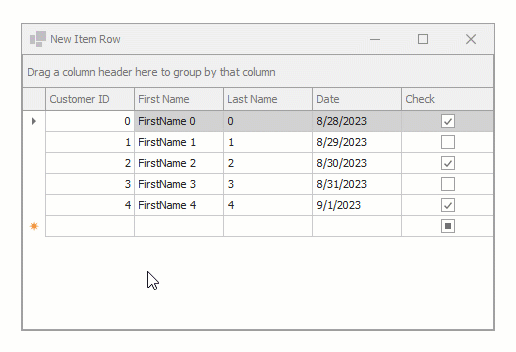 New Item Row
Drag a column header here to group by that column
Customer ID First Name Last Name Date Check
0 FirstName 0 0 8/28/2023
1 FirstName 1 1 8/29/2023
2 FirstName 2 2 8/30/2023
3 FirstName 3 3 8/31/2023
4 FirstName 4 4 9/1/2023